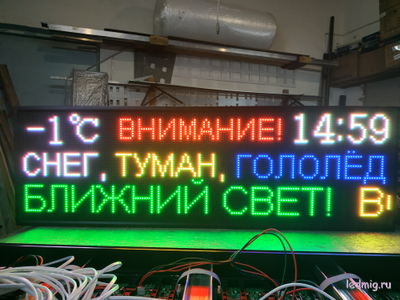 -1°C ВНИМАНИЕ! 14:59
СНЕГ, ТУМАН, ГОЛОЛЁД
БЛИЖНИЙ СВЕТ!
ledmig.ru